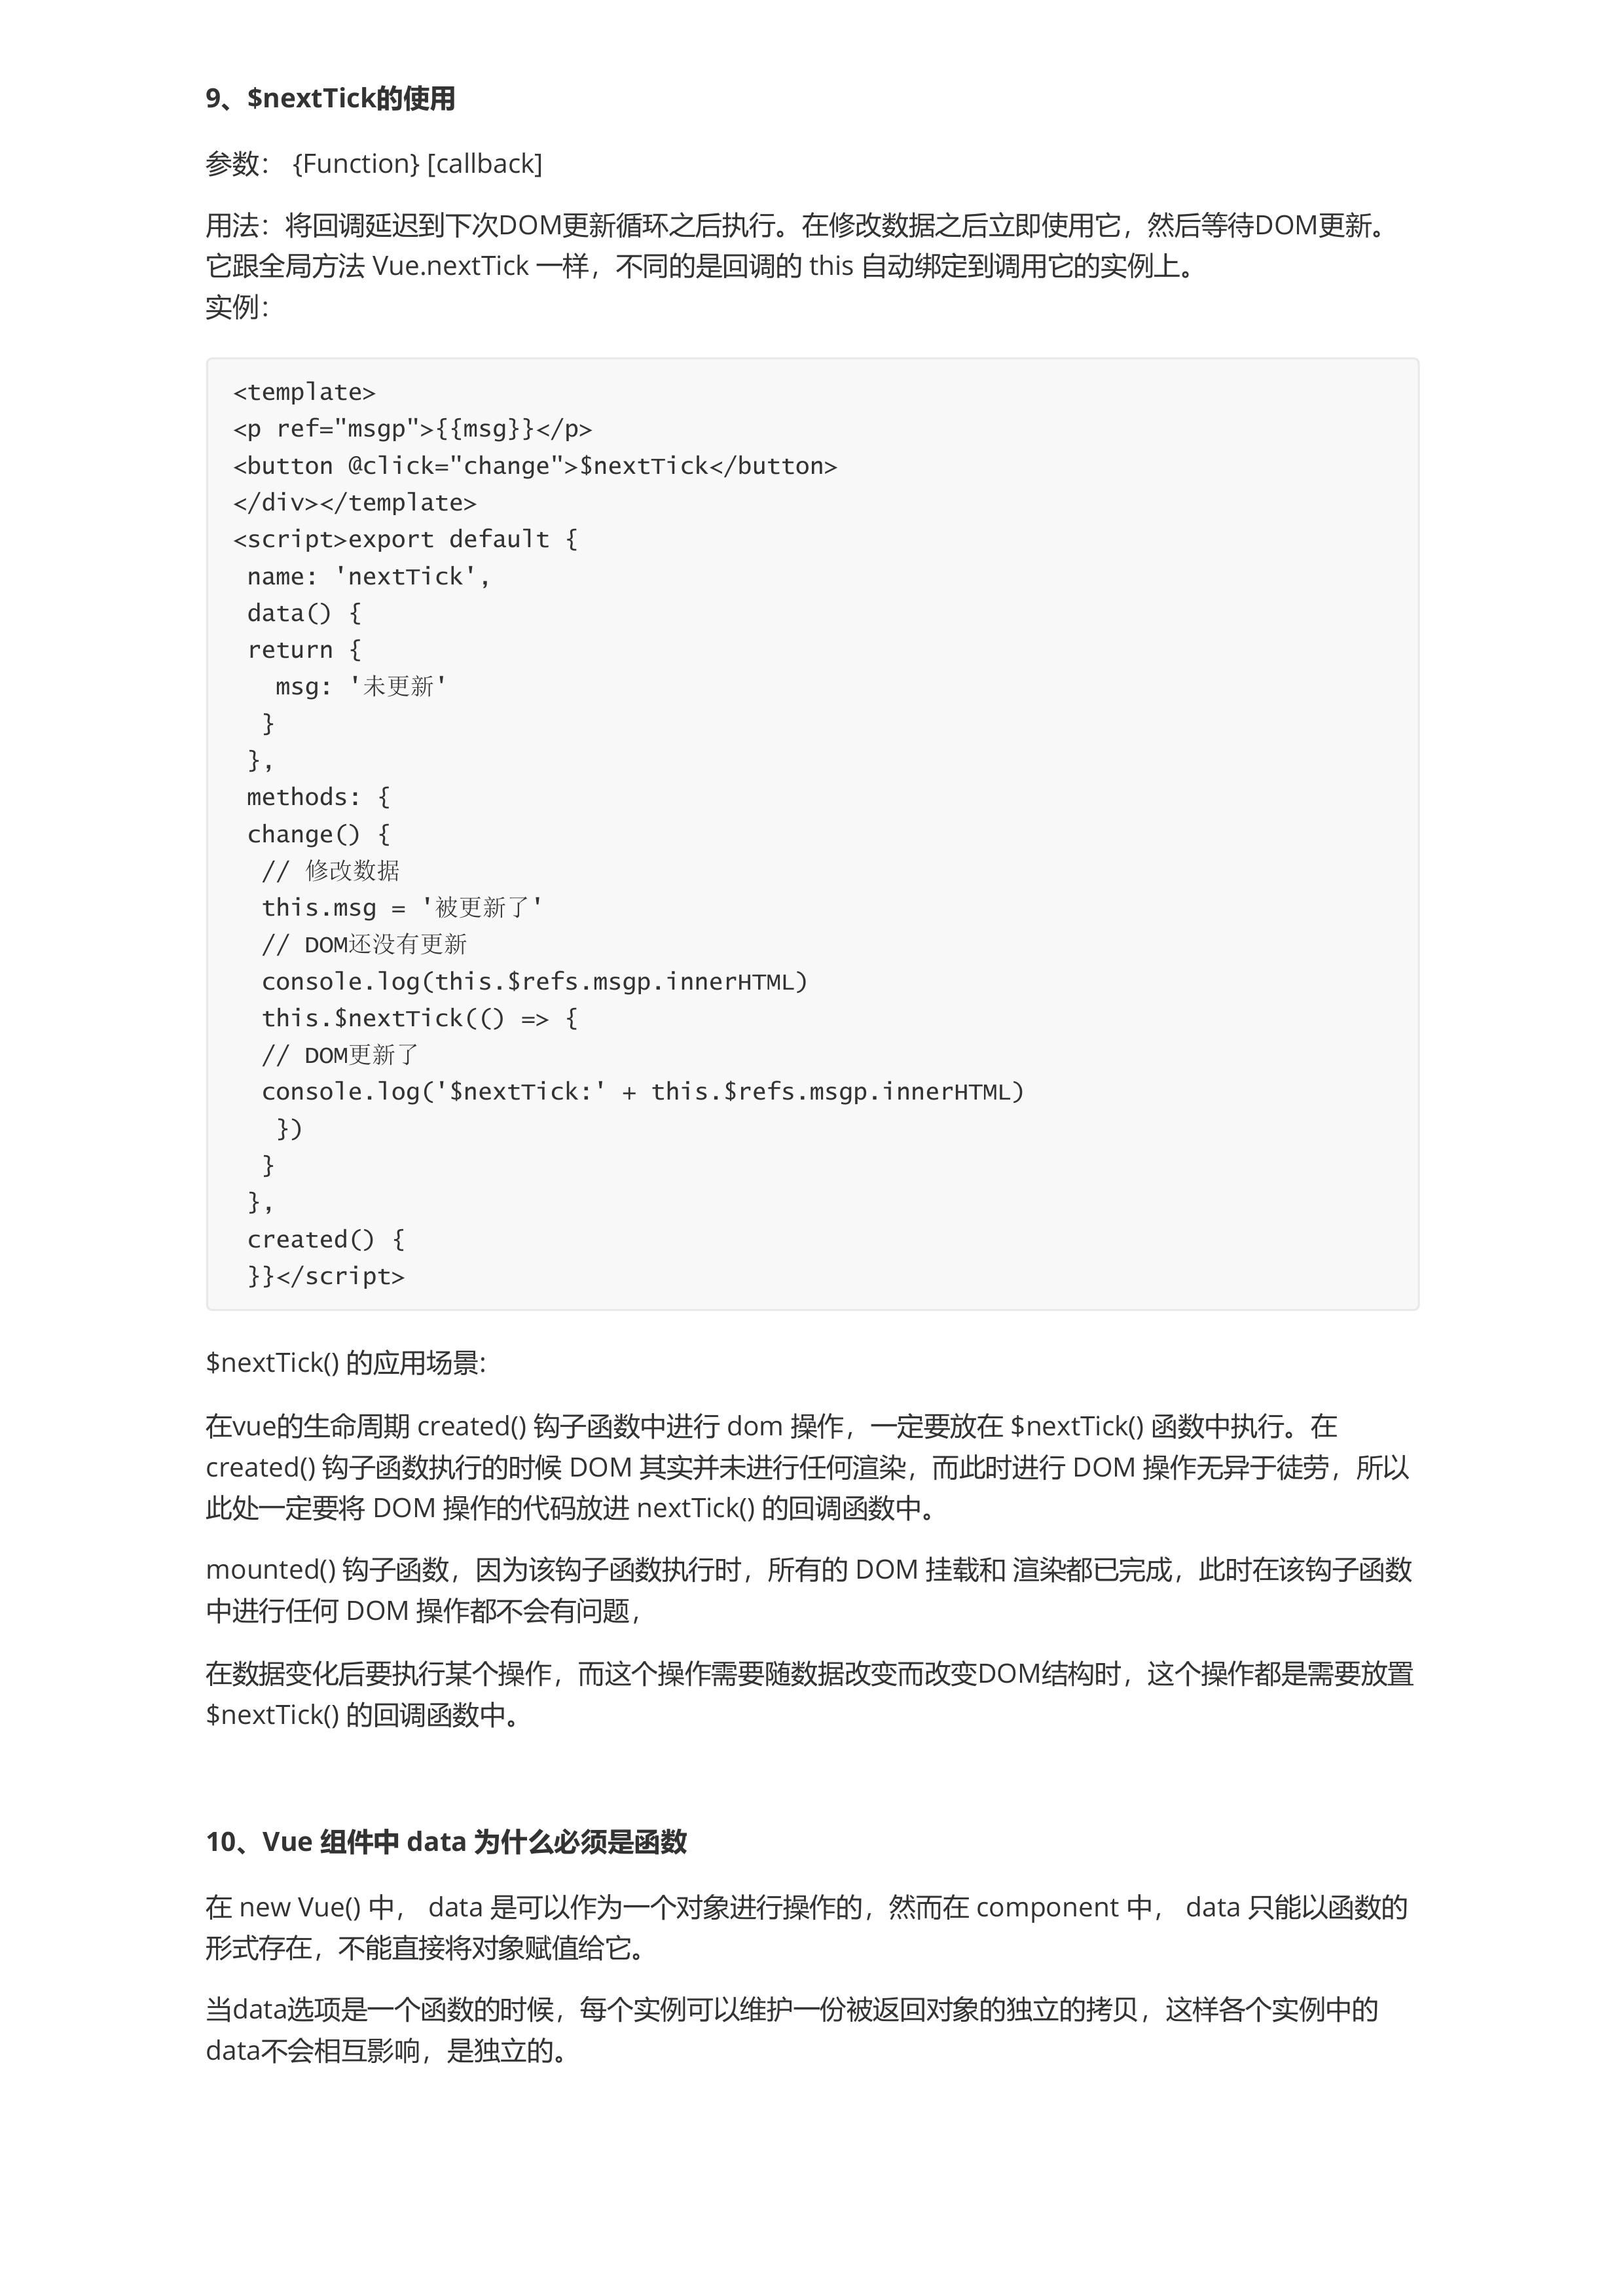 9、$nextTick的使用
参数： {Function} [callback]
用法：将回调延迟到下次DOM更新循环之后执行。在修改数据之后立即使用它，然后等待DOM更新。
它跟全局方法 Vue.nextTick 一样，不同的是回调的 this 自动绑定到调用它的实例上。
实例：
<template>
<p ref="msgp">{{msg}}</p>
<button @click="change">$nextTick</button>
</div></template>
<script>export default {
 name: 'nextTick',
 data() {
 return {
   msg: '未更新'
  }
 },
 methods: {
 change() {
  // 修改数据
  this.msg = '被更新了'
  // DOM还没有更新
  console.log(this.$refs.msgp.innerHTML)
  this.$nextTick(() => {
  // DOM更新了
  console.log('$nextTick:' + this.$refs.msgp.innerHTML)
   })
  }
 },
 created() {
 }}</script>
$nextTick() 的应用场景:
在vue的生命周期 created() 钩子函数中进行 dom 操作，一定要放在 $nextTick() 函数中执行。在
created() 钩子函数执行的时候 DOM 其实并未进行任何渲染，而此时进行 DOM 操作无异于徒劳，所以
此处一定要将 DOM 操作的代码放进 nextTick() 的回调函数中。
mounted() 钩子函数，因为该钩子函数执行时，所有的 DOM 挂载和 渲染都已完成，此时在该钩子函数
中进行任何 DOM 操作都不会有问题，
在数据变化后要执行某个操作，而这个操作需要随数据改变而改变DOM结构时，这个操作都是需要放置
$nextTick() 的回调函数中。
10、Vue 组件中 data 为什么必须是函数
在 new Vue() 中， data 是可以作为一个对象进行操作的，然而在 component 中， data 只能以函数的
形式存在，不能直接将对象赋值给它。
当data选项是一个函数的时候，每个实例可以维护一份被返回对象的独立的拷贝，这样各个实例中的
data不会相互影响，是独立的。